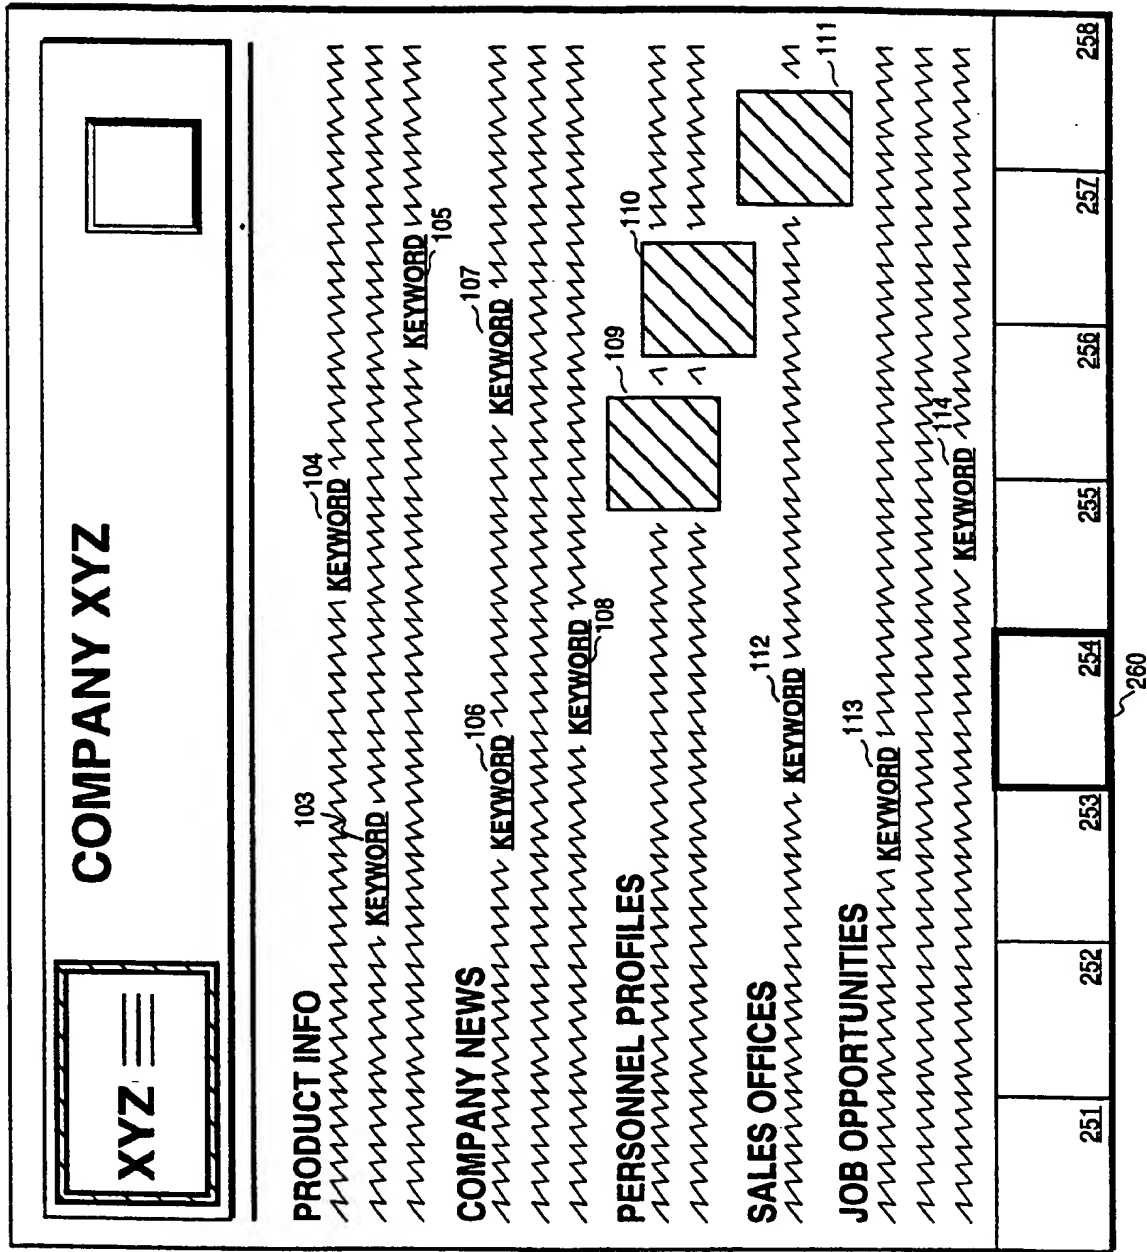 XYZ
COMPANY XYZ
PRODUCT INFO
103
104
KEYWORD
KEYWORD
KEYWORD
105
COMPANY NEWS
106
107
KEYWORD
KEYWORD
KEYWORD
108
PERSONNEL PROFILES
109
110
SALES OFFICES
111
112
KEYWORD
JOB OPPORTUNITIES
113
KEYWORD
114
KEYWORD
251 252 253 254 255 256 257 258
260